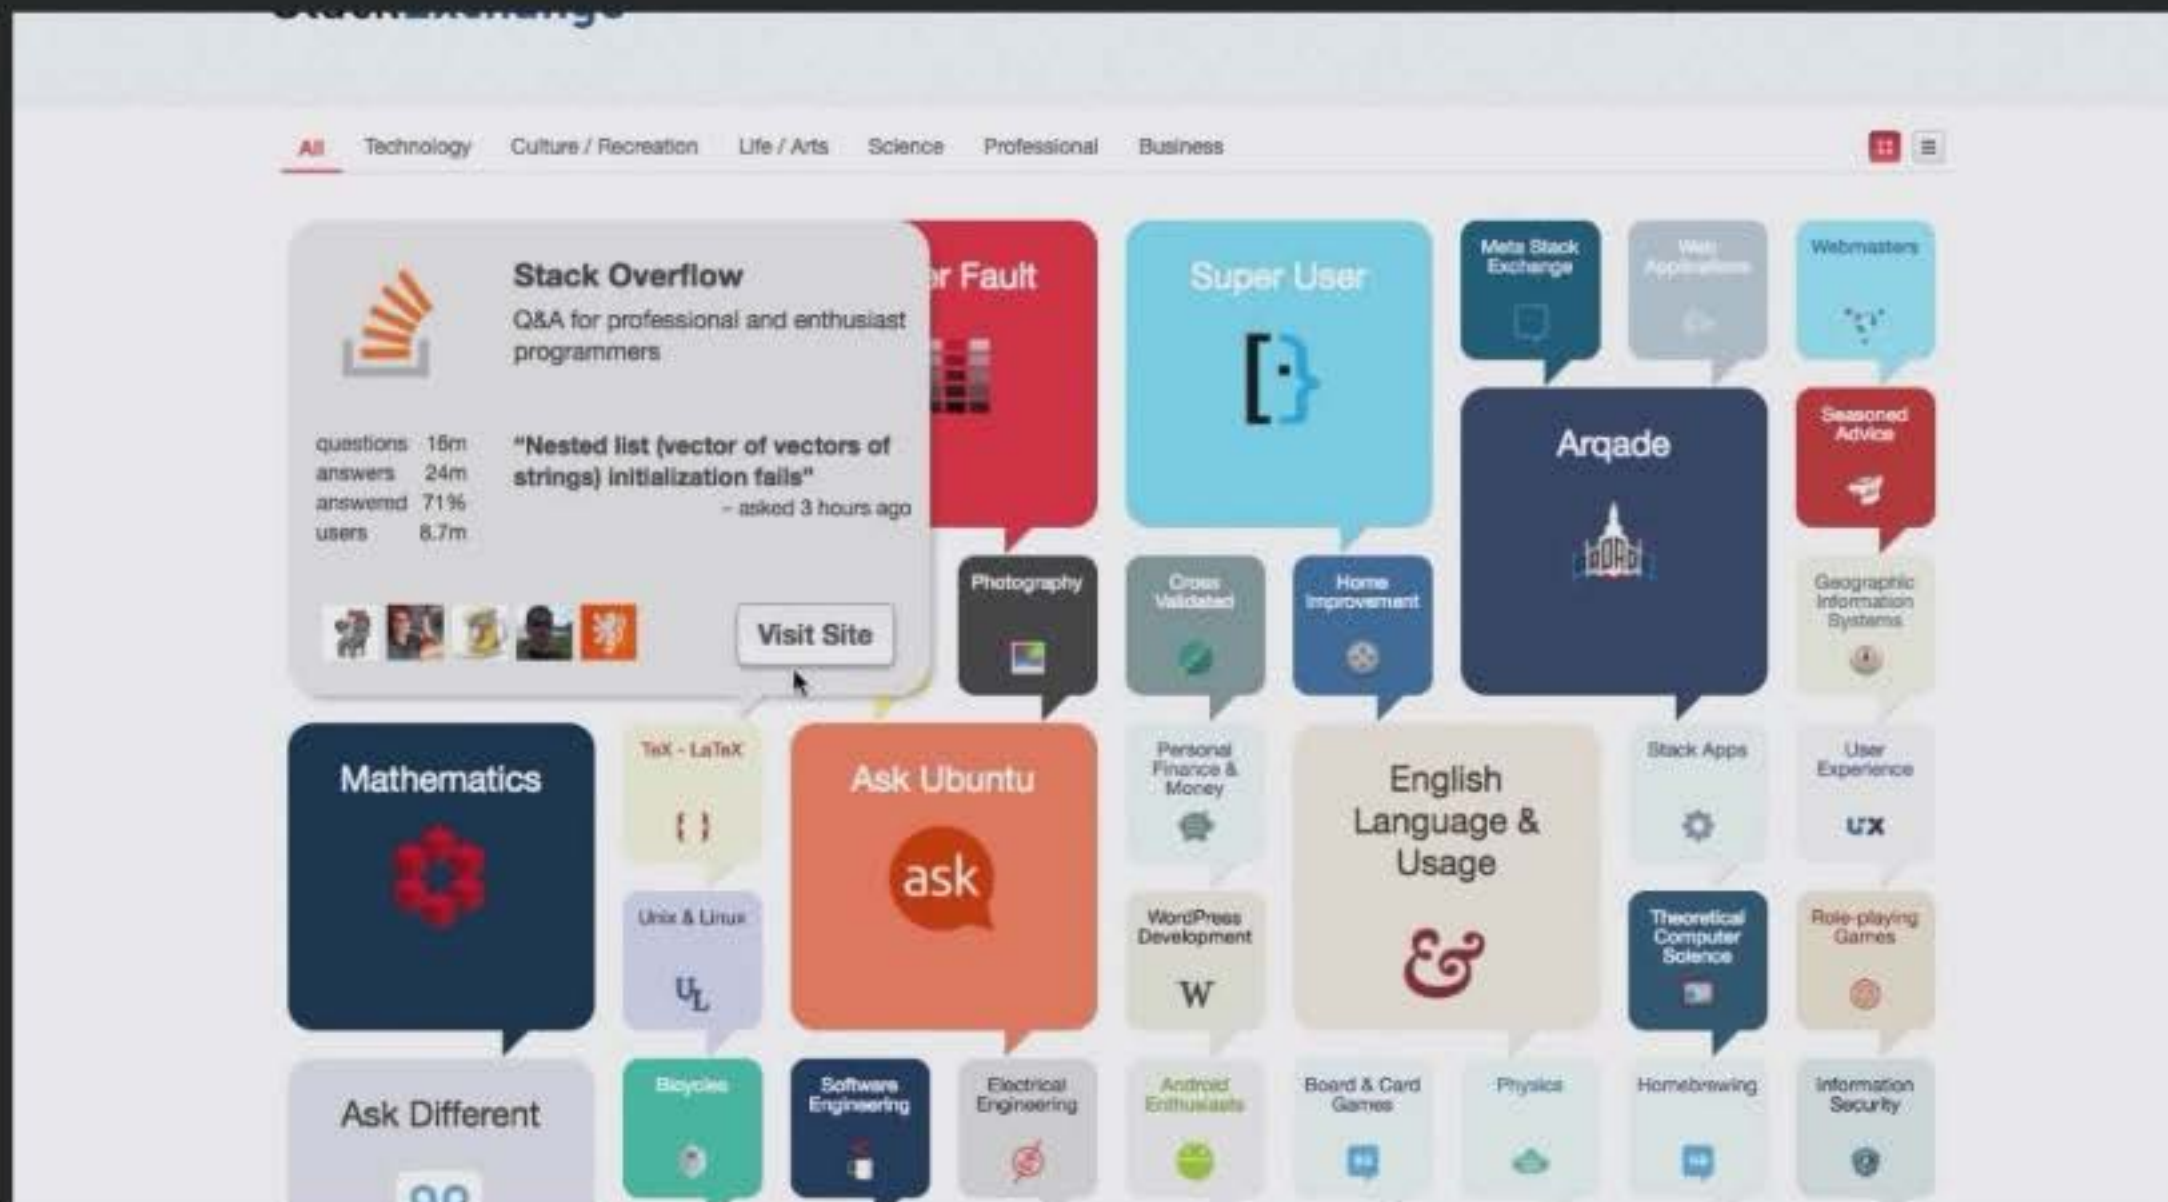 StackExchange
All Technology Culture / Recreation Life / Arts Science Professional Business
Stack Overflow
Q&A for professional and enthusiast
programmers
questions 16m
answers 24m
answered 71%
users 8.7m
"Nested list (vector of vectors of
strings) initialization fails"
– asked 3 hours ago
Visit Site
er Fault
Super User
Meta Stack
Exchange
Web
Applications
Webmasters
Arqade
Seasoned
Advice
Photography
Cross
Validated
Home
Improvement
Geographic
Information
Systems
Mathematics
TeX - LaTeX
{ }
Ask Ubuntu
ask
Personal
Finance &
Money
English
Language &
Usage
&
Stack Apps
User
Experience
UX
Unix & Linux
UL
WordPress
Development
W
Theoretical
Computer
Science
Role-playing
Games
Ask Different
Bicycles
Software
Engineering
Electrical
Engineering
Android
Enthusiasts
Board & Card
Games
Physics
Homebrewing
Information
Security